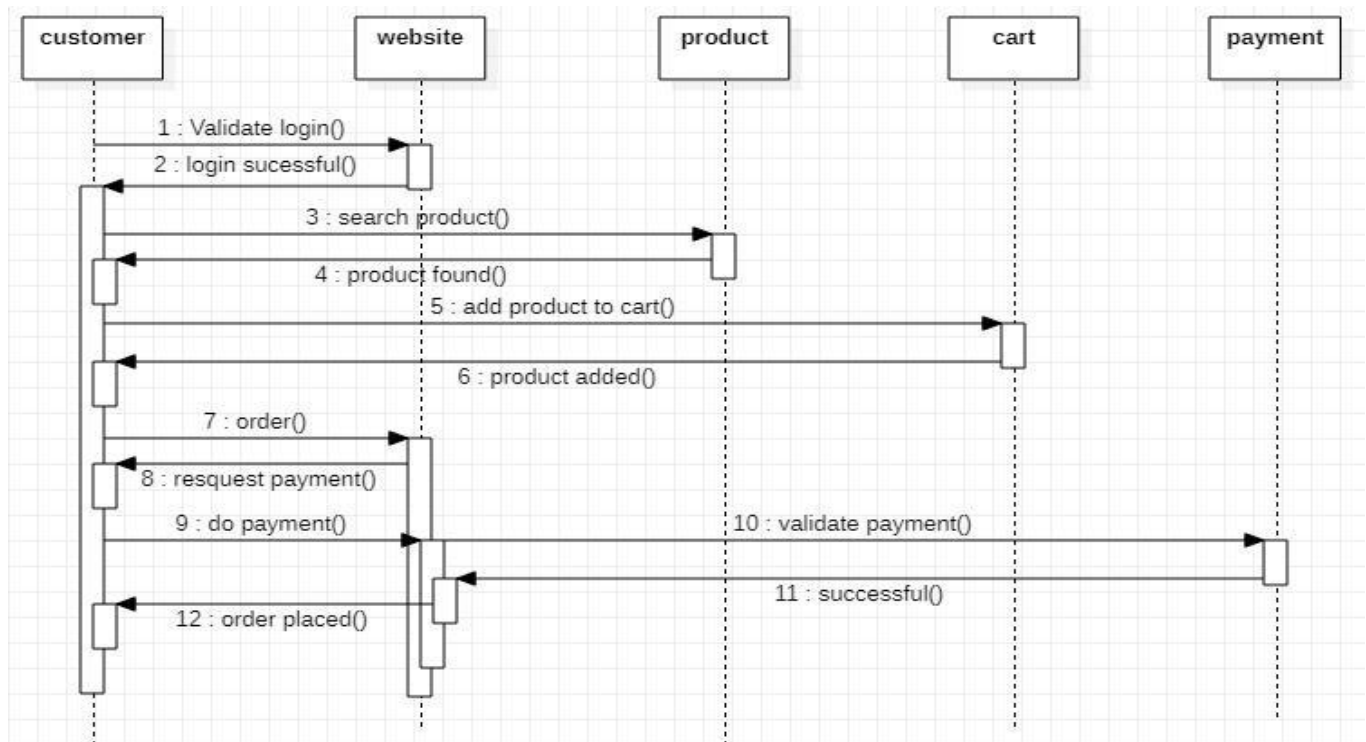 customer
website
product
cart
payment
1 : Validate login()
2 : login sucessful()
3 : search product()
4 : product found()
5 : add product to cart()
6 : product added()
7 : order()
8 : resquest payment()
9 : do payment()
10 : validate payment()
11 : successful()
12 : order placed()